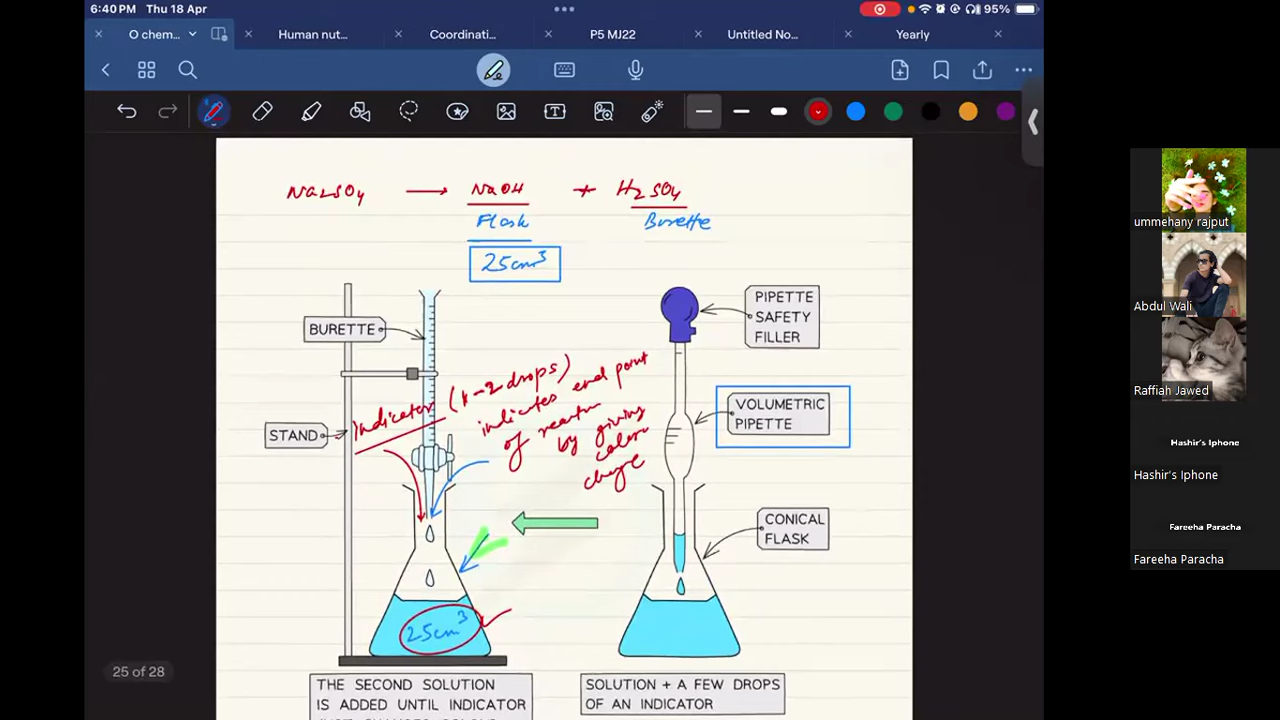 6:40 PM Thu 18 Apr
95%
O chem...
Human nut...
Coordinati...
P5 MJ22
Untitled No...
Yearly
Na2SO4 → NaOH + H2SO4
Flask
Burette
25cm³
PIPETTE
SAFETY
FILLER
BURETTE
Indicator (1-2 drops)
indicates end point
of reactn
by giving
colour
change
STAND
VOLUMETRIC
PIPETTE
CONICAL
FLASK
25cm³
25 of 28
THE SECOND SOLUTION
IS ADDED UNTIL INDICATOR
SOLUTION + A FEW DROPS
OF AN INDICATOR
ummehany rajput
Abdul Wali
Raffiah Jawed
Hashir's Iphone
Hashir's Iphone
Fareeha Paracha
Fareeha Paracha